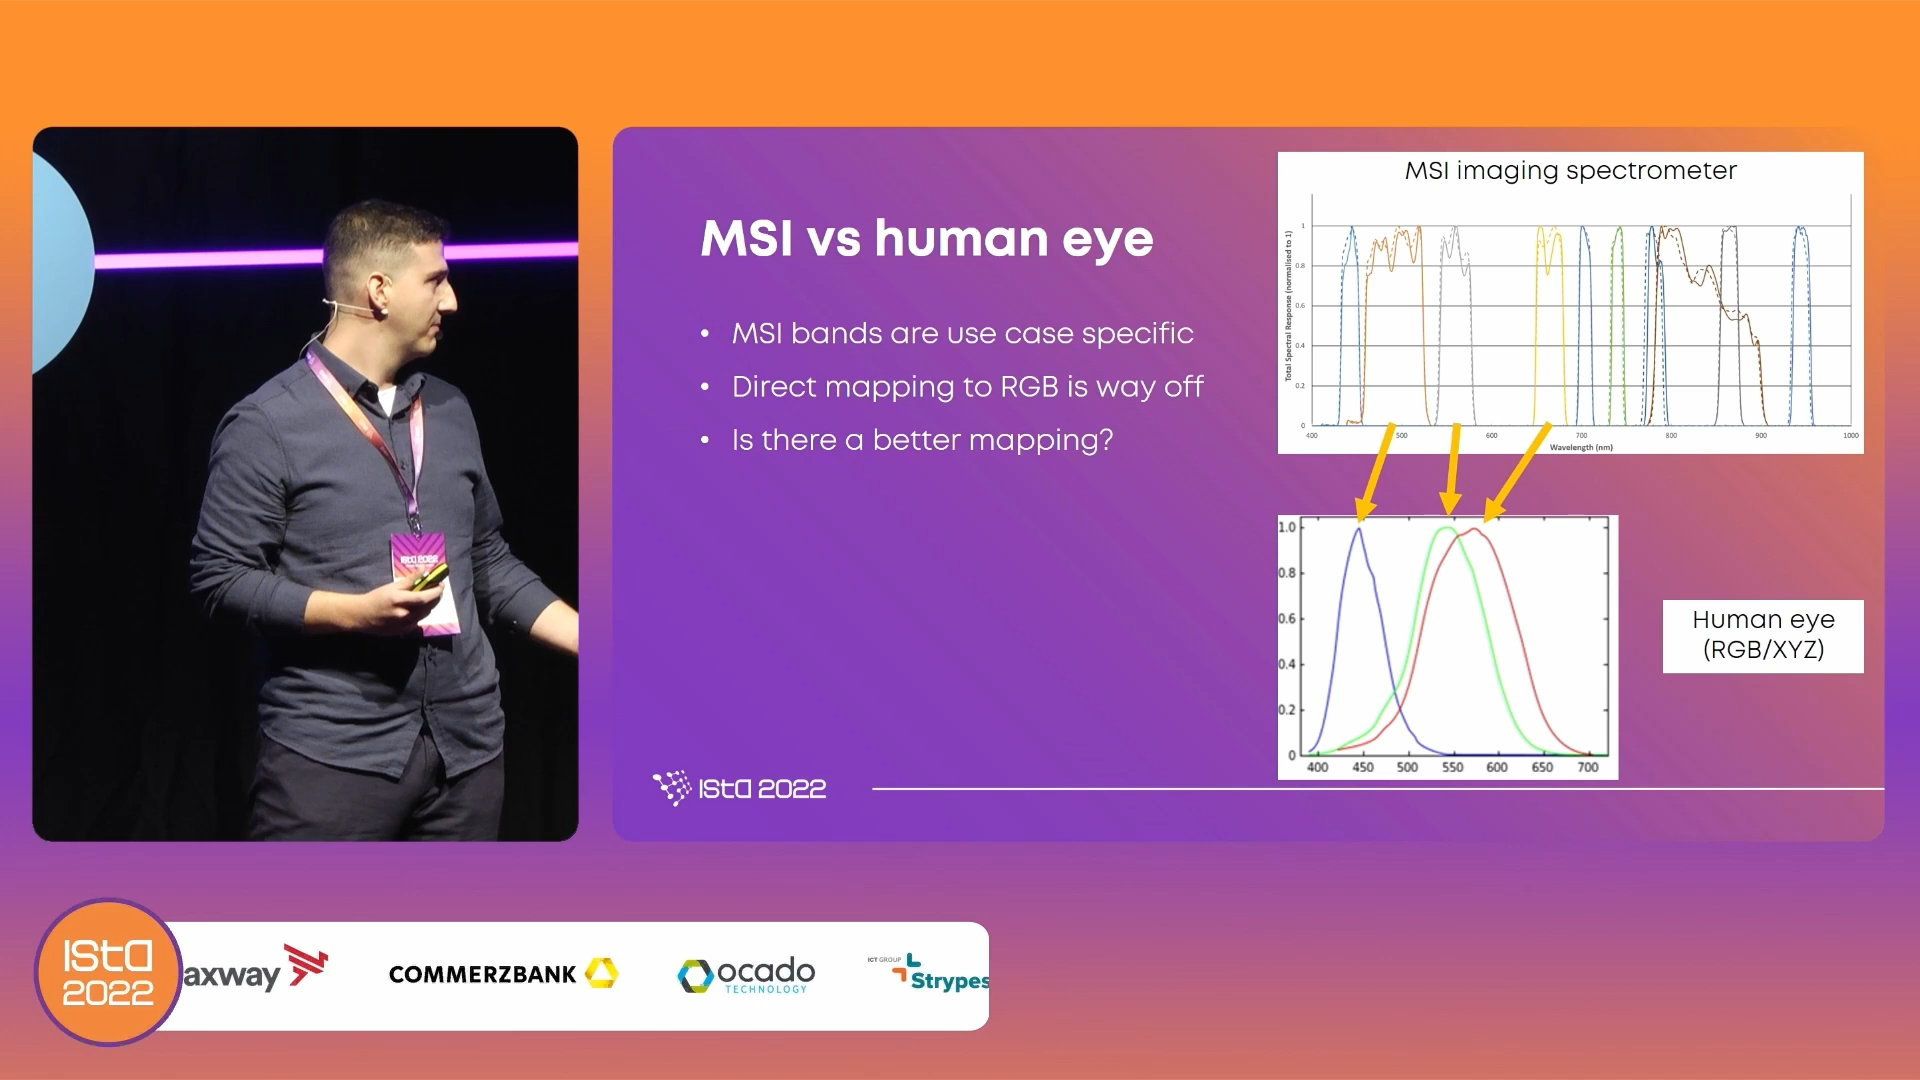 MSI vs human eye
• MSI bands are use case specific
• Direct mapping to RGB is way off
• Is there a better mapping?
MSI imaging spectrometer
Total Spectral Response (normalised to 1)
1
0.8
0.6
0.4
0.2
0
400 500 600 700 800 900 1000
Wavelength (nm)
1.0
0.8
0.6
0.4
0.2
0
400 450 500 550 600 650 700
Human eye
(RGB/XYZ)
ISTA 2022
ISTA 2022
ISTA
2022
axway
COMMERZBANK
ocado
TECHNOLOGY
ICT GROUP
Strypes